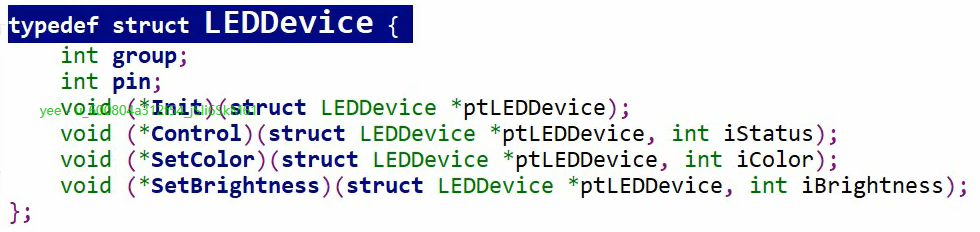 typedef struct LEDDevice {
    int group;
    int pin;
    void (*Init)(struct LEDDevice *ptLEDDevice);
    void (*Control)(struct LEDDevice *ptLEDDevice, int iStatus);
    void (*SetColor)(struct LEDDevice *ptLEDDevice, int iColor);
    void (*SetBrightness)(struct LEDDevice *ptLEDDevice, int iBrightness);
};